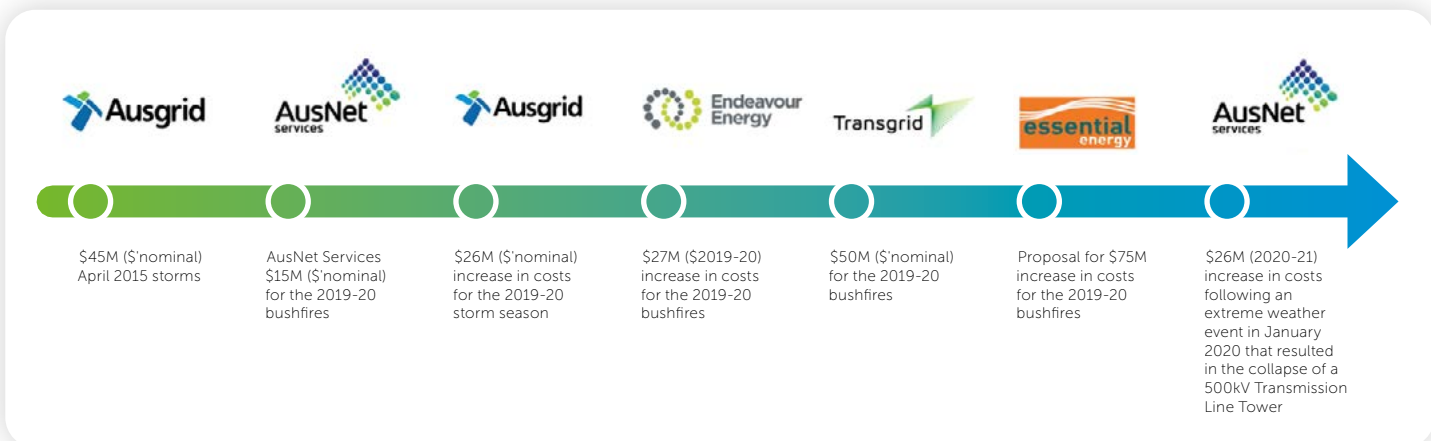 Ausgrid
AusNet
services
Ausgrid
Endeavour
Energy
Transgrid
essential
energy
AusNet
services
$45M ($'nominal)
April 2015 storms
AusNet Services
$15M ($'nominal)
for the 2019-20
bushfires
$26M ($'nominal)
increase in costs
for the 2019-20
storm season
$27M ($2019-20)
increase in costs
for the 2019-20
bushfires
$50M ($'nominal)
for the 2019-20
bushfires
Proposal for $75M
increase in costs
for the 2019-20
bushfires
$26M (2020-21)
increase in costs
following an
extreme weather
event in January
2020 that resulted
in the collapse of a
500kV Transmission
Line Tower